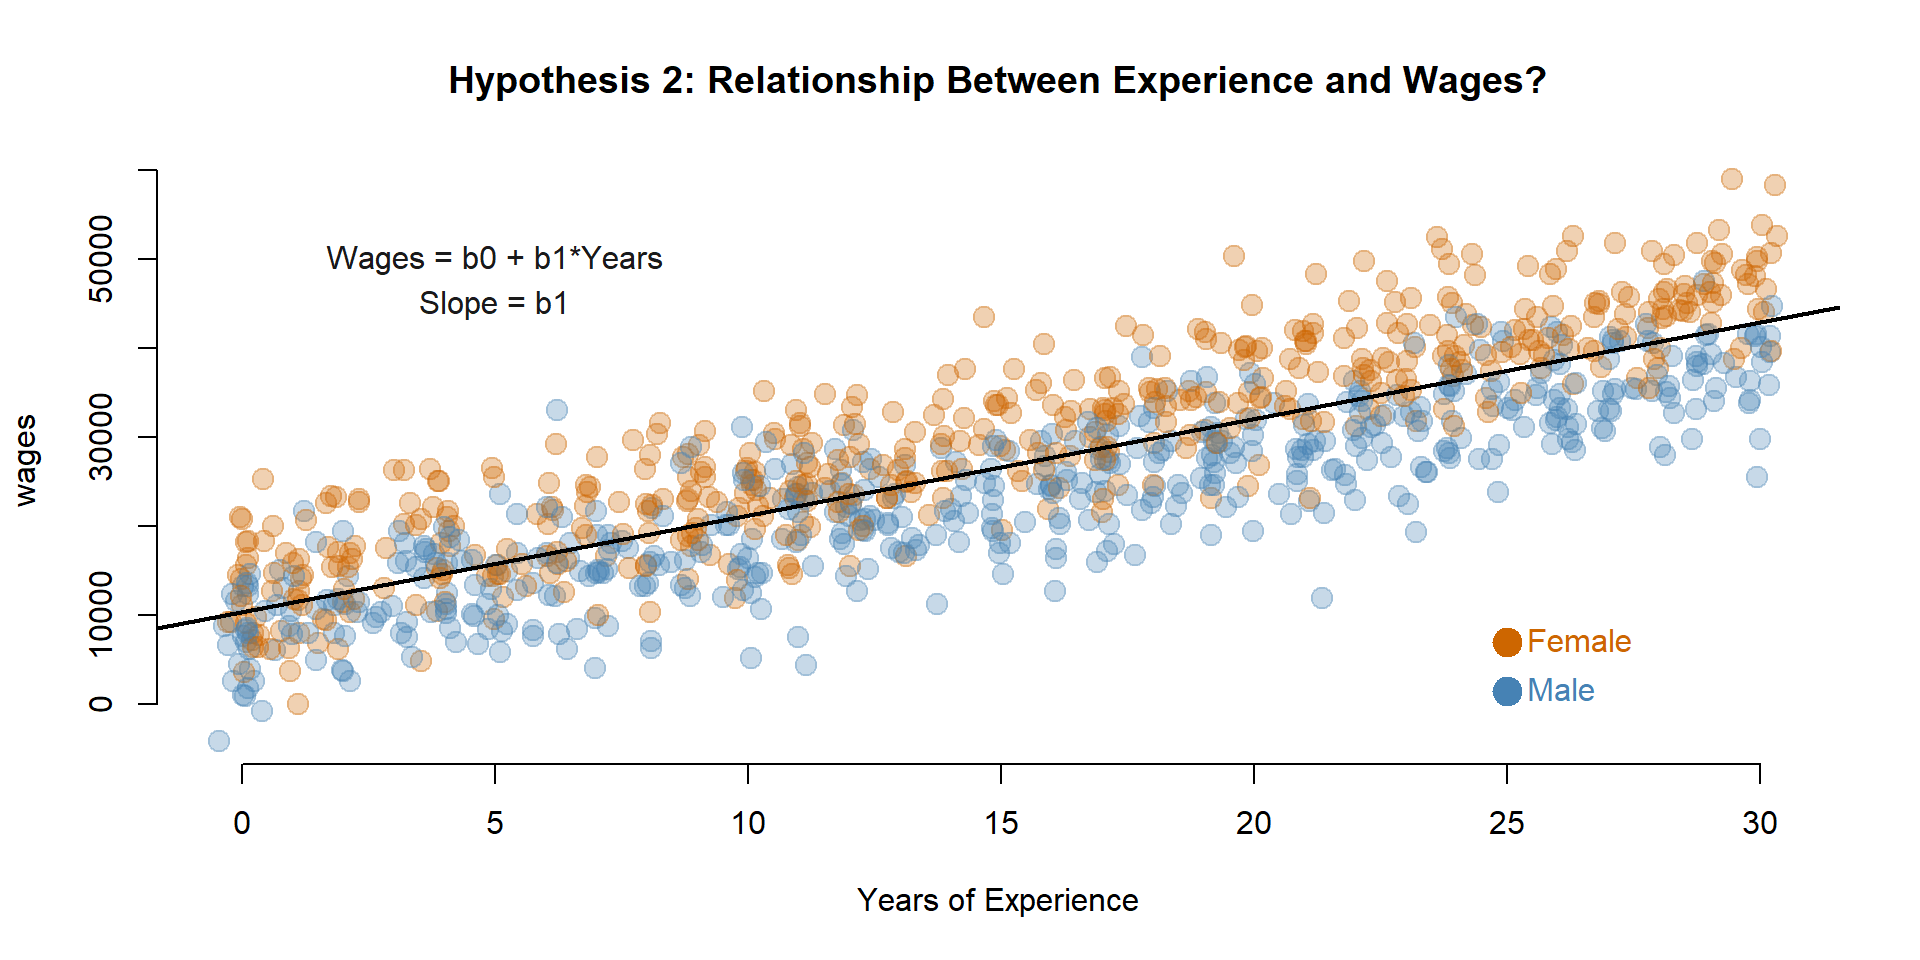 Hypothesis 2: Relationship Between Experience and Wages?
Wages = b0 + b1*Years
Slope = b1
wages
50000
30000
10000
0
Female
Male
0 5 10 15 20 25 30
Years of Experience